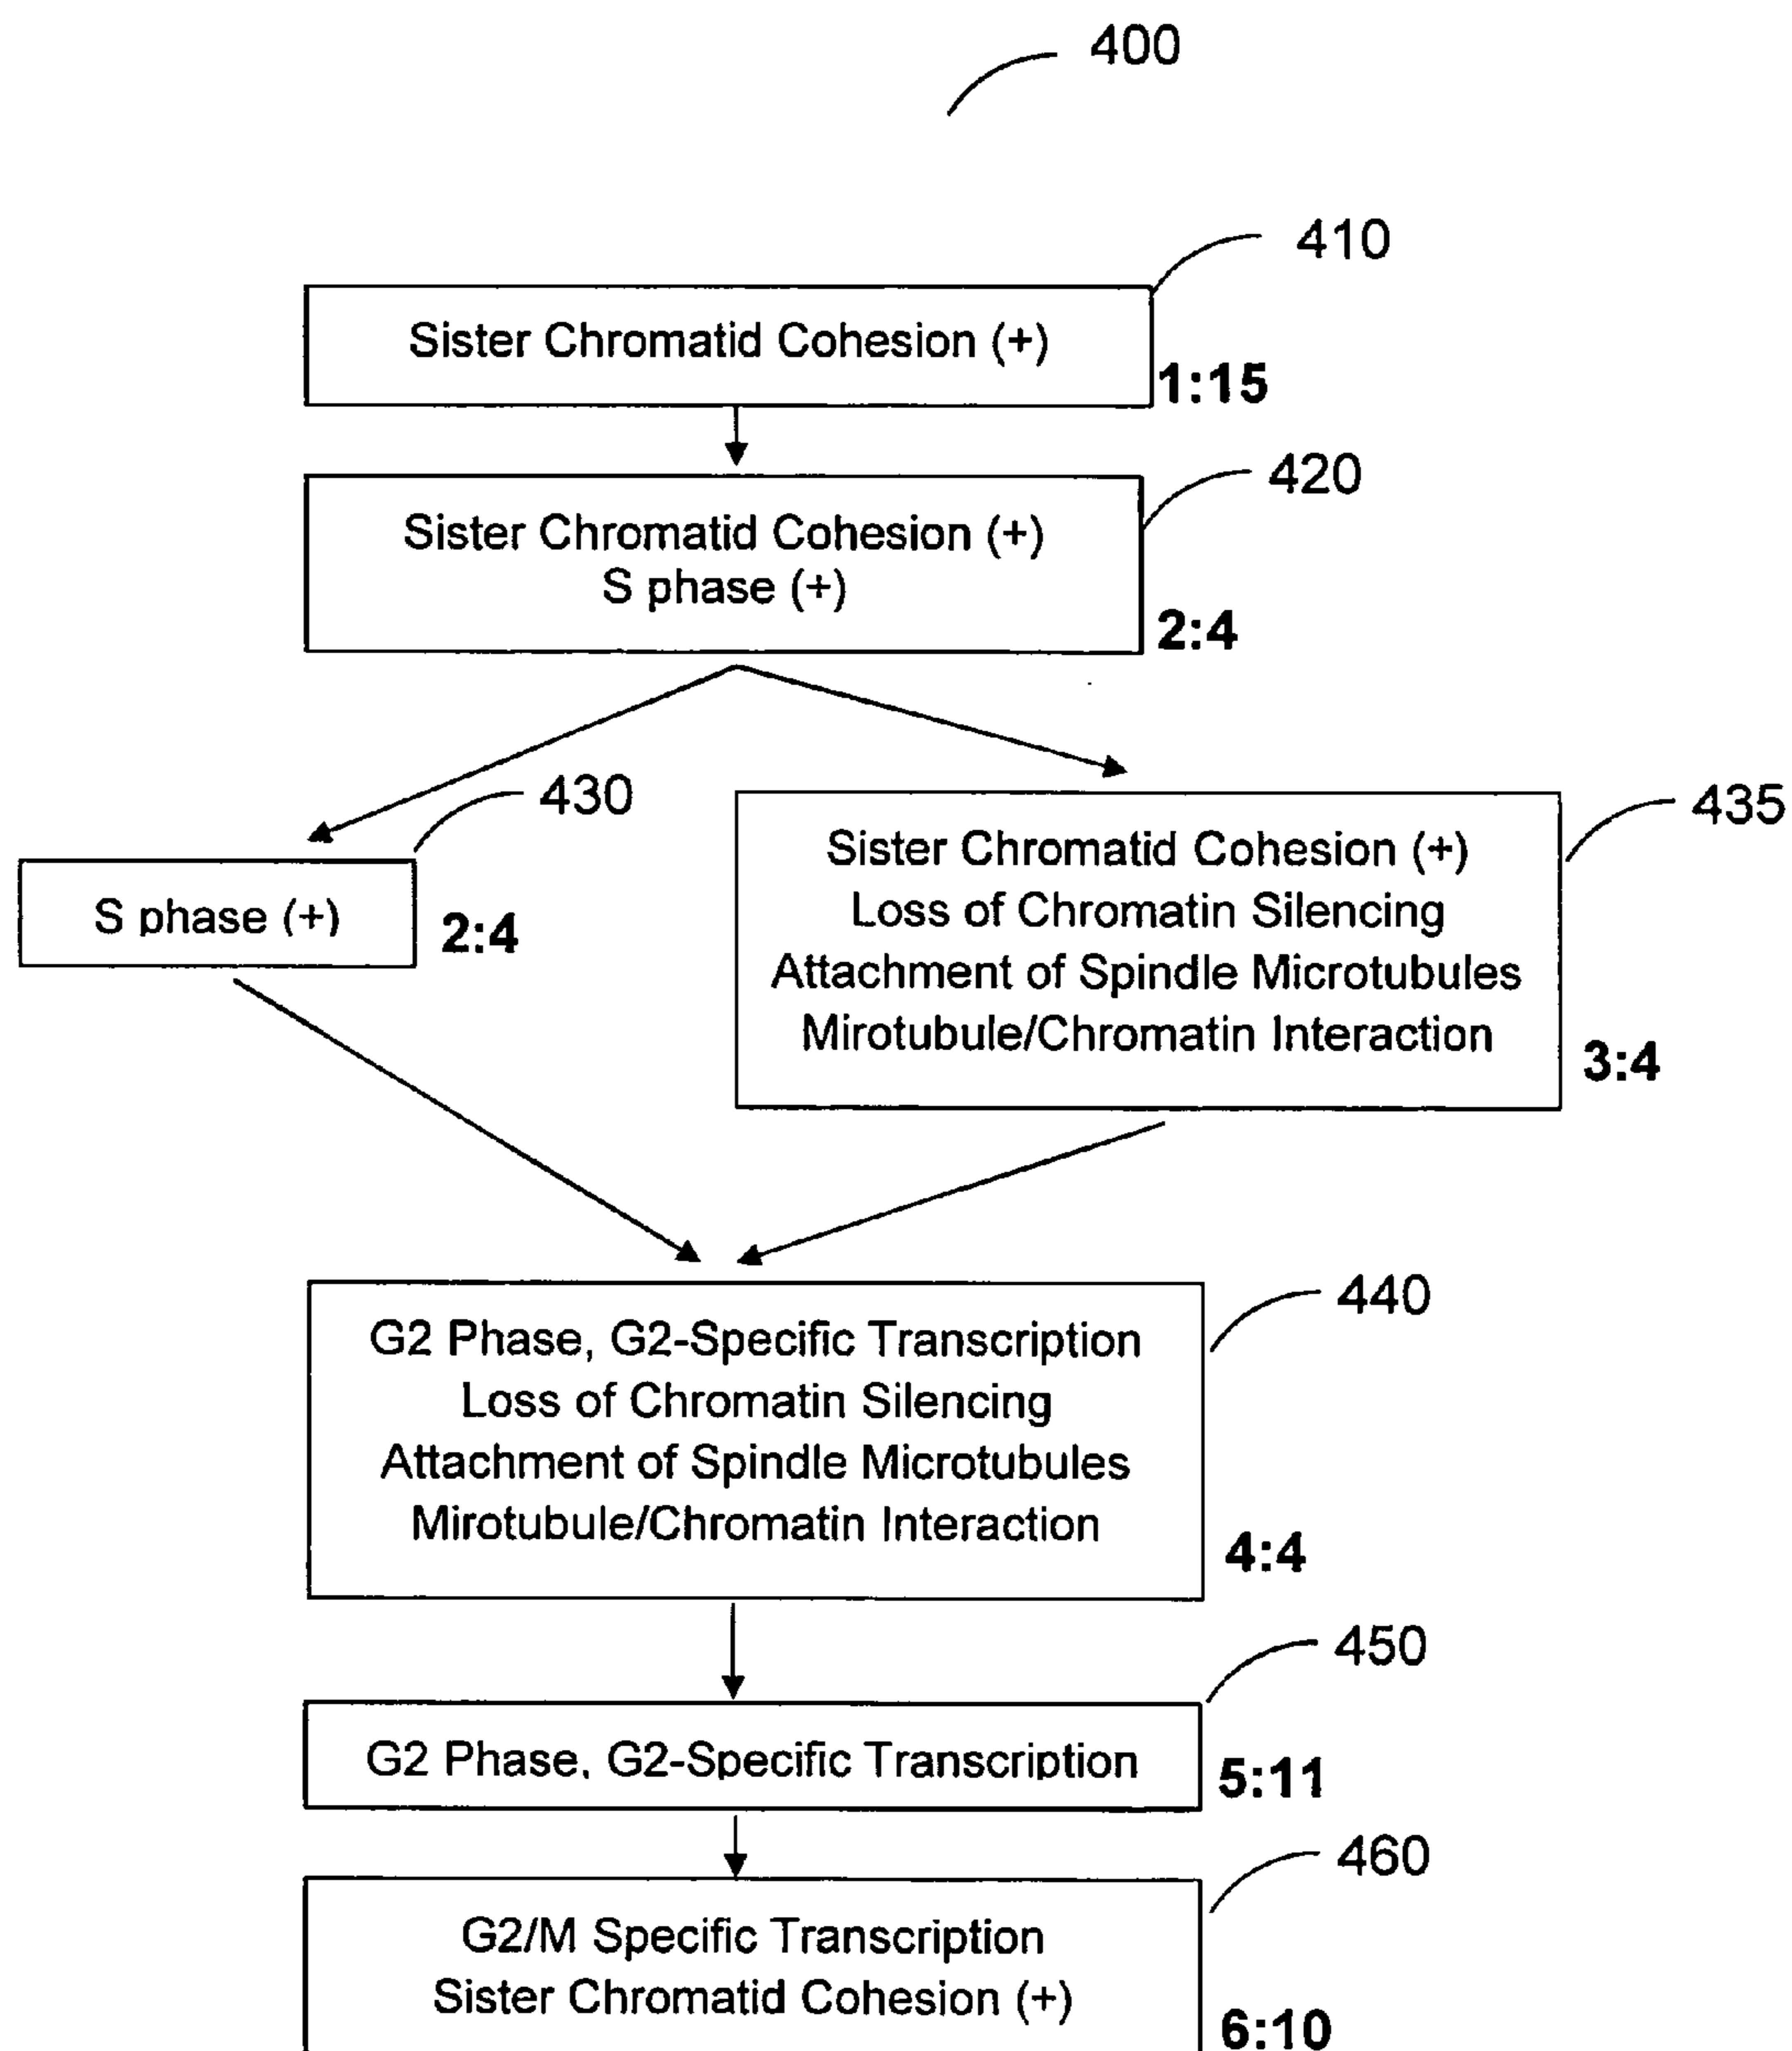 400
410
Sister Chromatid Cohesion (+)
1:15
420
Sister Chromatid Cohesion (+)
S phase (+)
2:4
430
S phase (+)
2:4
435
Sister Chromatid Cohesion (+)
Loss of Chromatin Silencing
Attachment of Spindle Microtubules
Mirotubule/Chromatin Interaction
3:4
440
G2 Phase, G2-Specific Transcription
Loss of Chromatin Silencing
Attachment of Spindle Microtubules
Mirotubule/Chromatin Interaction
4:4
450
G2 Phase, G2-Specific Transcription
5:11
460
G2/M Specific Transcription
Sister Chromatid Cohesion (+)
6:10